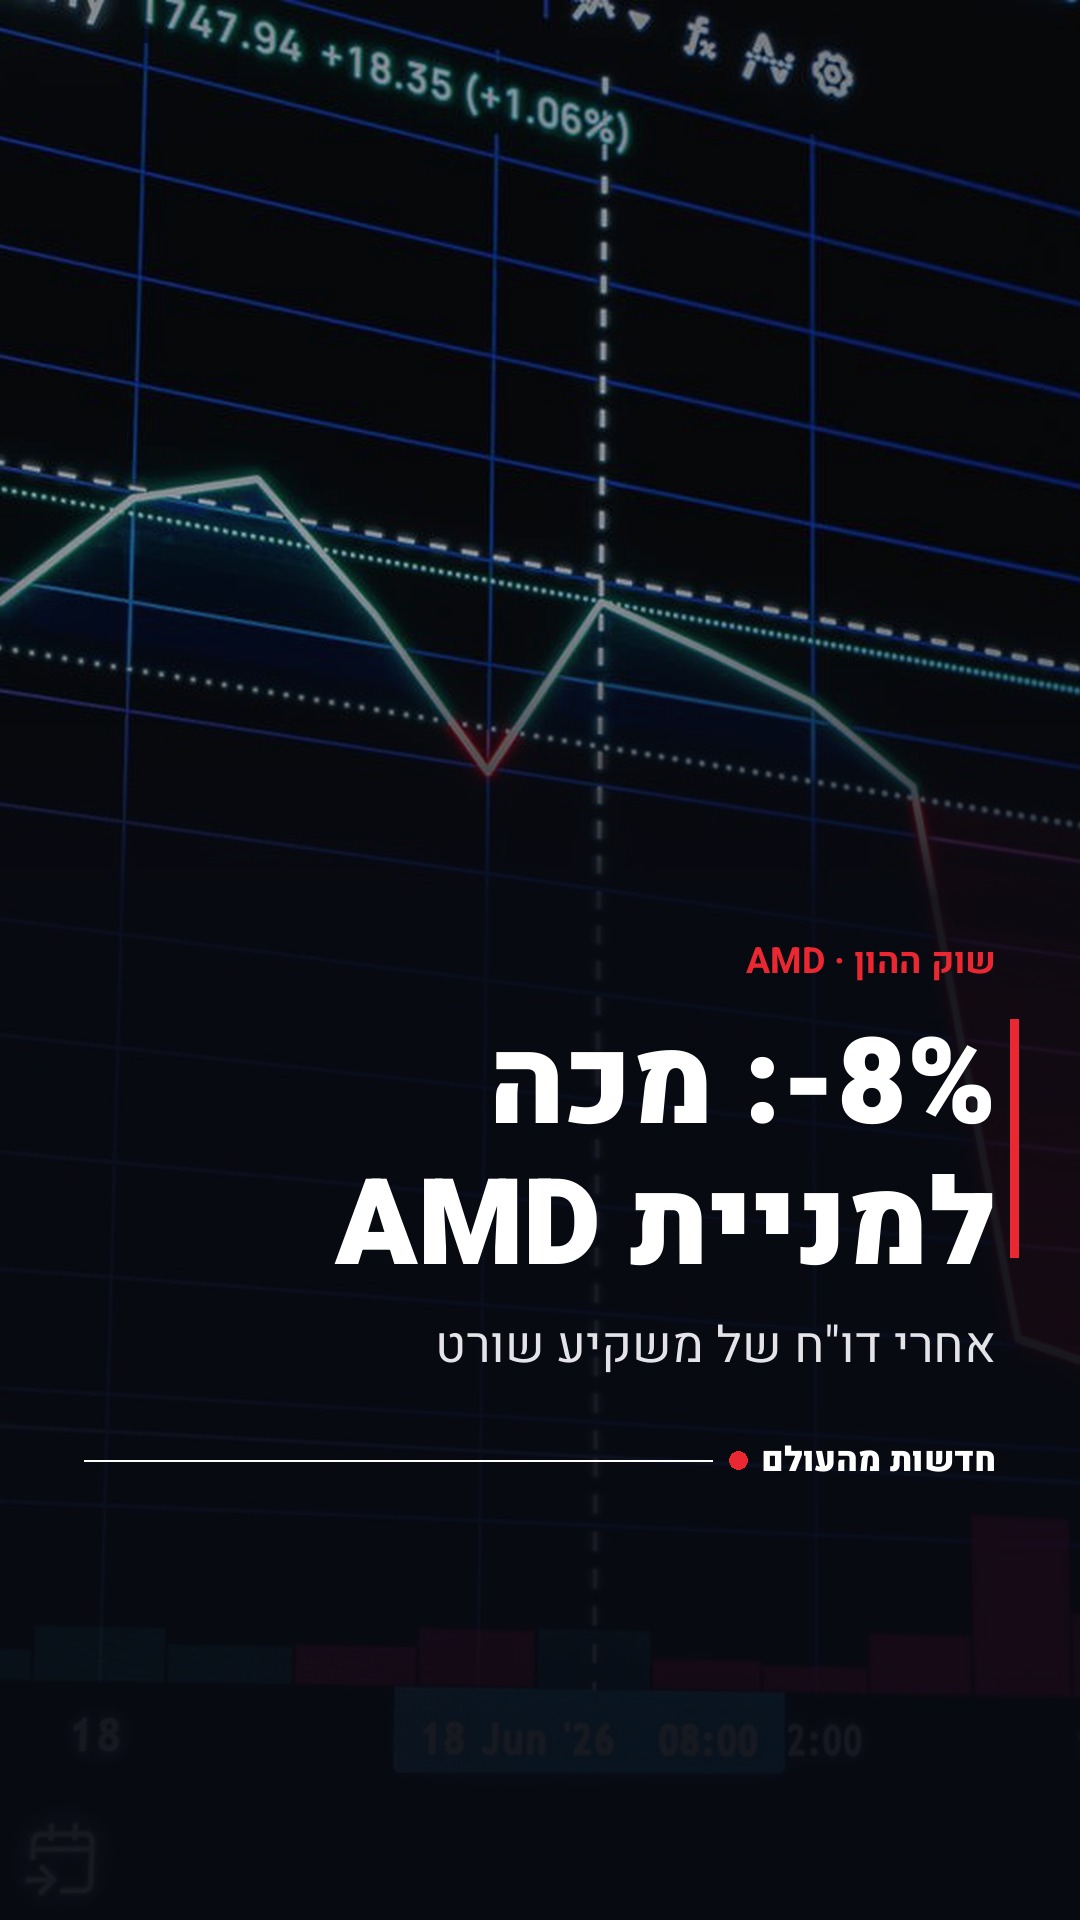 1747.94 +18.35 (+1.06%)
שוק ההון · AMD
8%-: מכה
למניית AMD
אחרי דו"ח של משקיע שורט
חדשות מהעולם
18
18 Jun '26 08:00
2:00